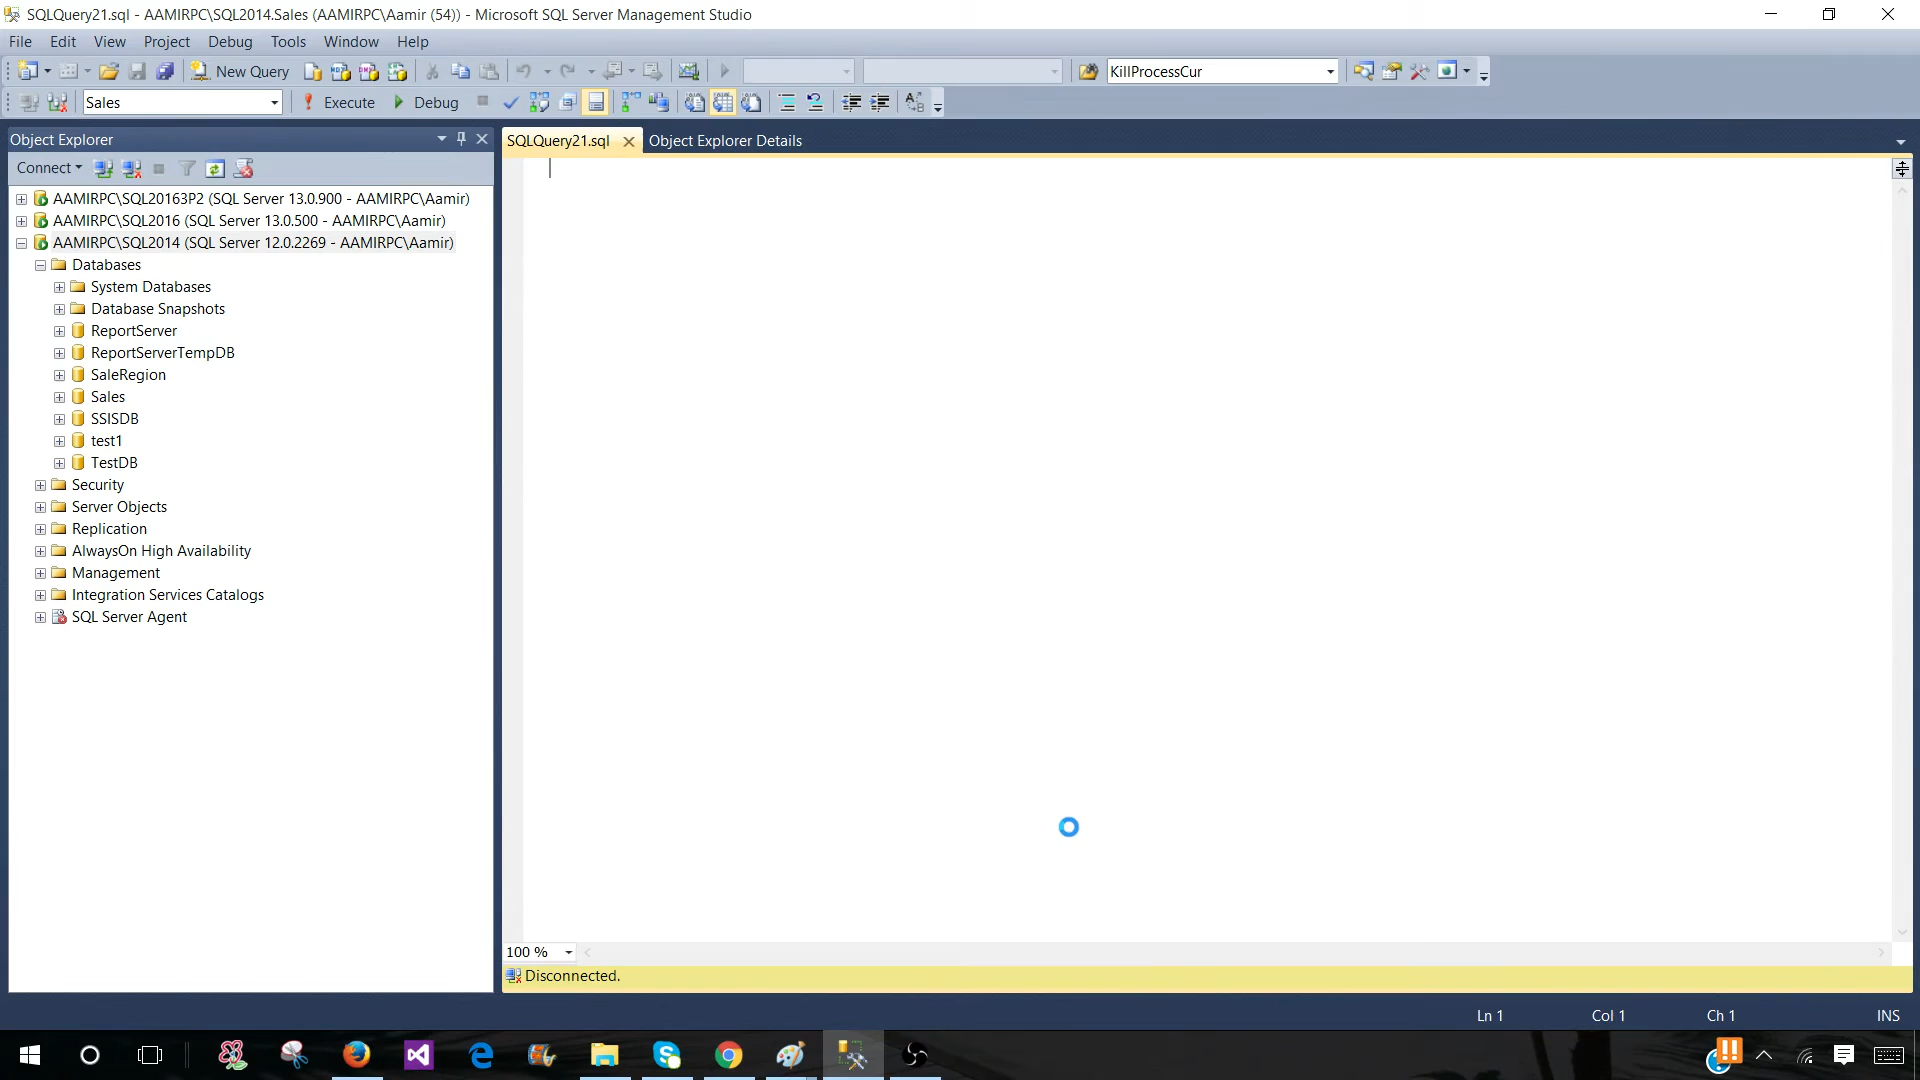 SQLQuery21.sql - AAMIRPC\SQL2014.Sales (AAMIRPC\Aamir (54)) - Microsoft SQL Server Management Studio
File Edit View Project Debug Tools Window Help
New Query KillProcessCur
Sales Execute Debug
Object Explorer
SQLQuery21.sql Object Explorer Details
Connect
AAMIRPC\SQL20163P2 (SQL Server 13.0.900 - AAMIRPC\Aamir)
AAMIRPC\SQL2016 (SQL Server 13.0.500 - AAMIRPC\Aamir)
AAMIRPC\SQL2014 (SQL Server 12.0.2269 - AAMIRPC\Aamir)
Databases
System Databases
Database Snapshots
ReportServer
ReportServerTempDB
SaleRegion
Sales
SSISDB
test1
TestDB
Security
Server Objects
Replication
AlwaysOn High Availability
Management
Integration Services Catalogs
SQL Server Agent
100 %
Disconnected.
Ln 1 Col 1 Ch 1 INS